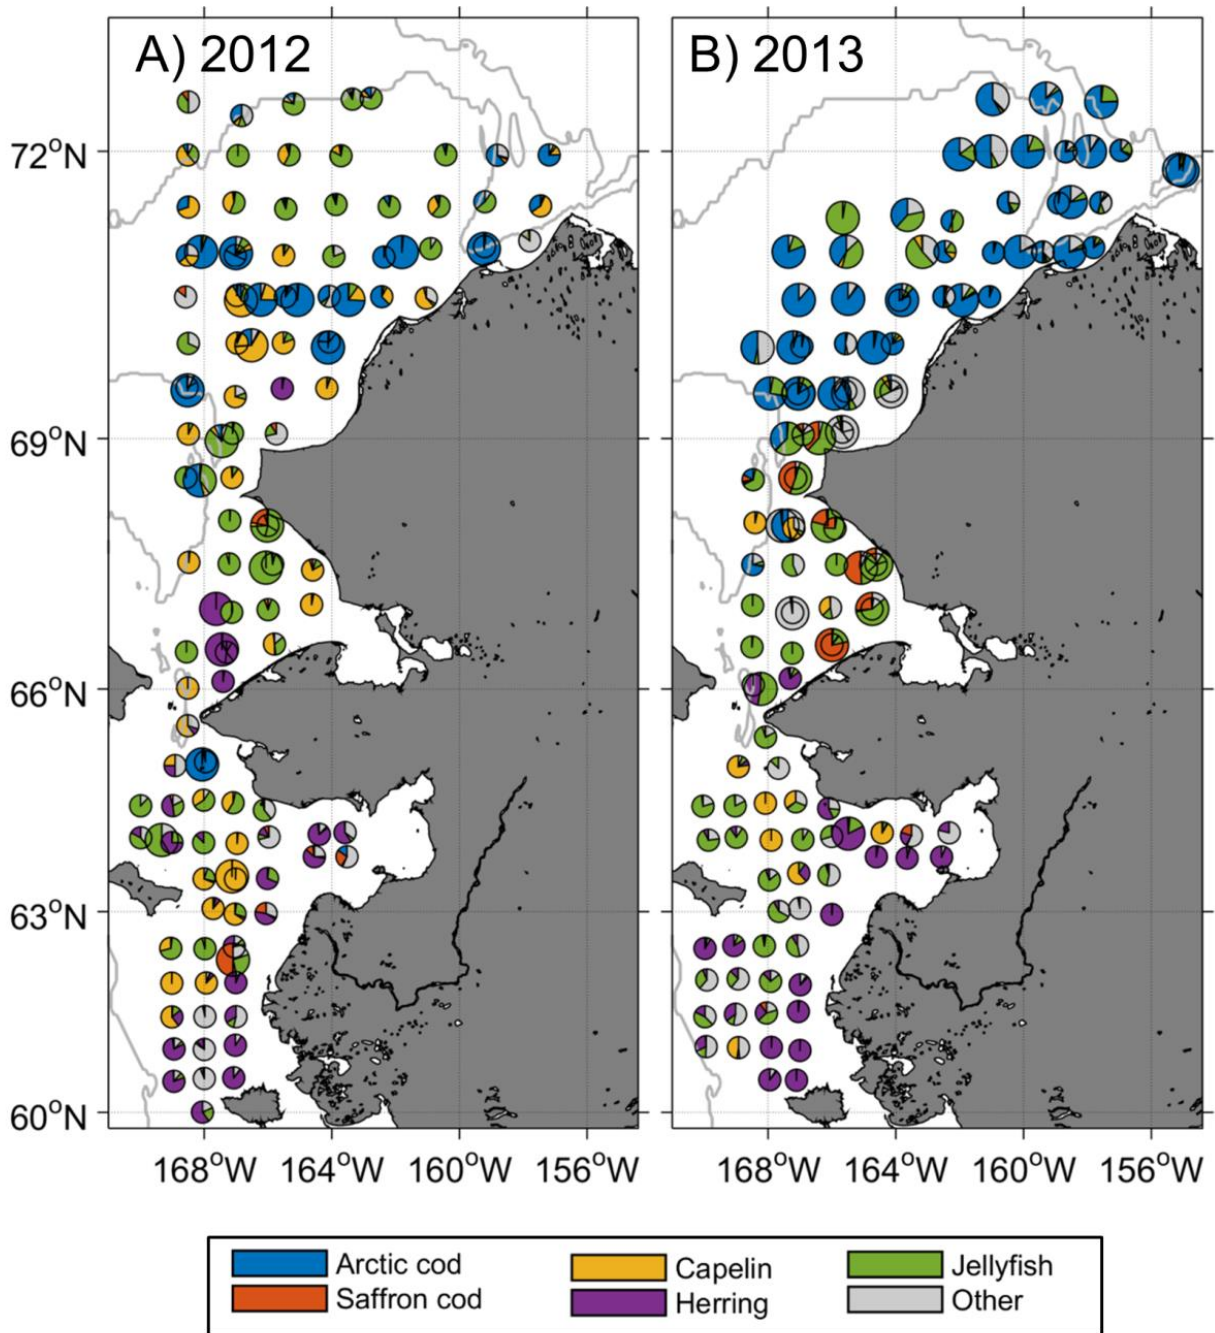 A) 2012
B) 2013
72°N
69°N
66°N
63°N
60°N
168°W 164°W 160°W 156°W
168°W 164°W 160°W 156°W
Arctic cod
Capelin
Jellyfish
Saffron cod
Herring
Other